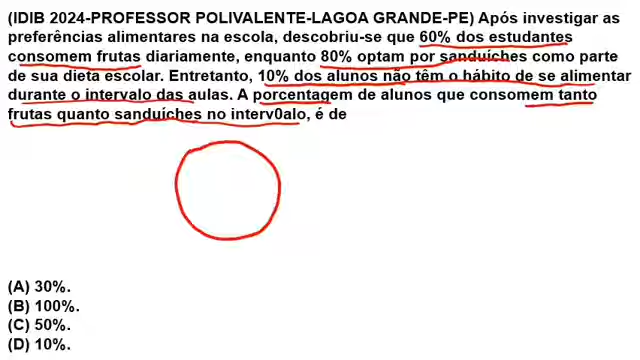 (IDIB 2024-PROFESSOR POLIVALENTE-LAGOA GRANDE-PE) Após investigar as
preferências alimentares na escola, descobriu-se que 60% dos estudantes
consomem frutas diariamente, enquanto 80% optam por sanduíches como parte
de sua dieta escolar. Entretanto, 10% dos alunos não têm o hábito de se alimentar
durante o intervalo das aulas. A porcentagem de alunos que consomem tanto
frutas quanto sanduíches no interv0alo, é de
(A) 30%.
(B) 100%.
(C) 50%.
(D) 10%.